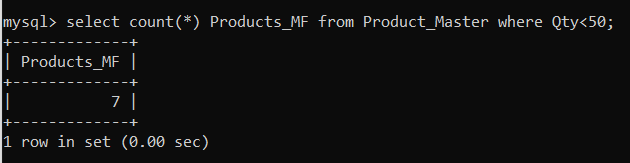 mysql> select count(*) Products_MF from Product_Master where Qty<50;
+-------------+
| Products_MF |
+-------------+
|           7 |
+-------------+
1 row in set (0.00 sec)